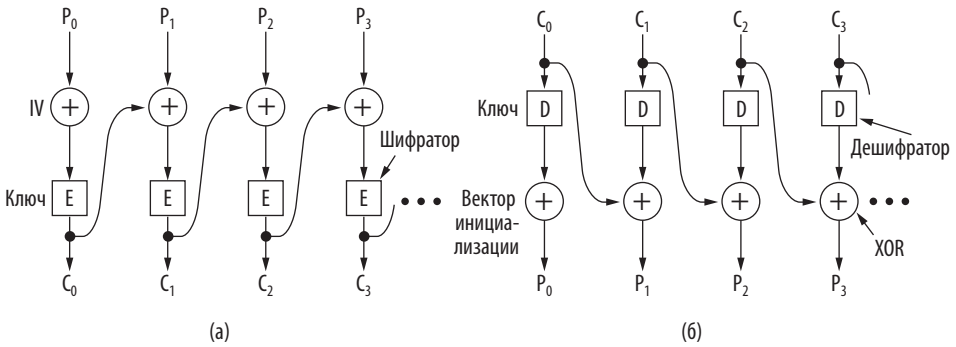 P0 P1 P2 P3
IV
+ + + +
Шифратор
Ключ E E E E
C0 C1 C2 C3
(а)
C0 C1 C2 C3
Ключ D D D D
Дешифратор
Вектор
инициа-
лизации
+ + + +
XOR
P0 P1 P2 P3
(б)